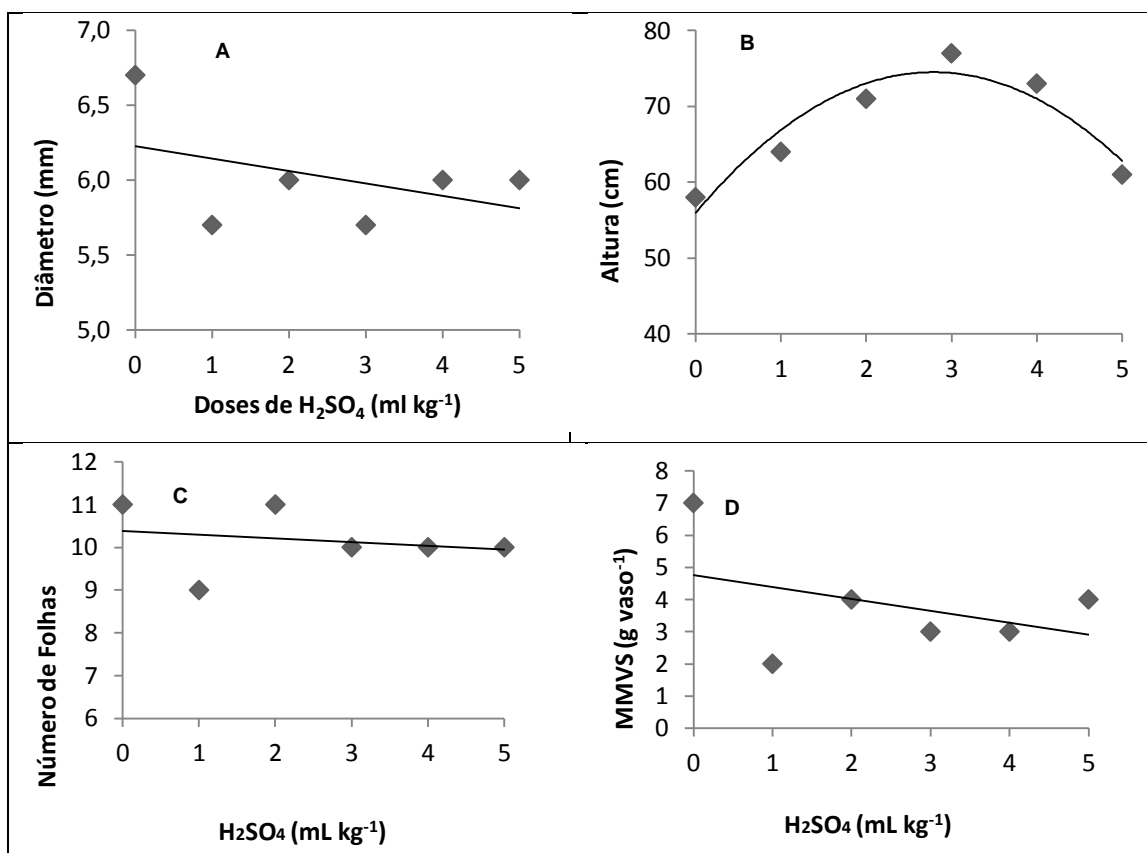 A
Diâmetro (mm)
7,0
6,5
6,0
5,5
5,0
0 1 2 3 4 5
Doses de H₂SO₄ (ml kg⁻¹)
B
Altura (cm)
80
70
60
50
40
0 1 2 3 4 5
C
Número de Folhas
12
11
10
9
8
7
6
0 1 2 3 4 5
H₂SO₄ (mL kg⁻¹)
D
MMVS (g vaso⁻¹)
8
7
6
5
4
3
2
1
0
0 1 2 3 4 5
H₂SO₄ (mL kg⁻¹)